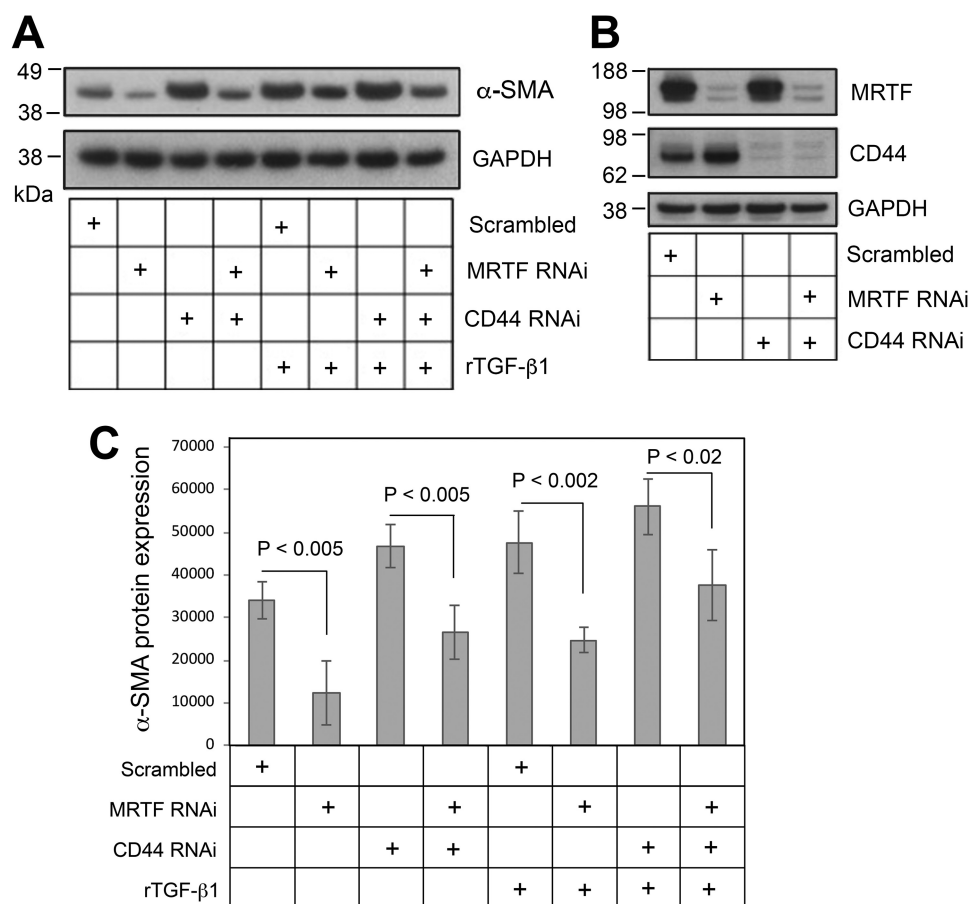 A
49
38
α-SMA
38
GAPDH
kDa
+ + Scrambled
+ + + + MRTF RNAi
+ + + + CD44 RNAi
+ + + + rTGF-β1
B
188
98
MRTF
98
62
CD44
38
GAPDH
+ Scrambled
+ + MRTF RNAi
+ + CD44 RNAi
C
α-SMA protein expression
70000
60000
50000
40000
30000
20000
10000
0
P < 0.005
P < 0.005
P < 0.002
P < 0.02
Scrambled + +
MRTF RNAi + + + +
CD44 RNAi + + + +
rTGF-β1 + + + +